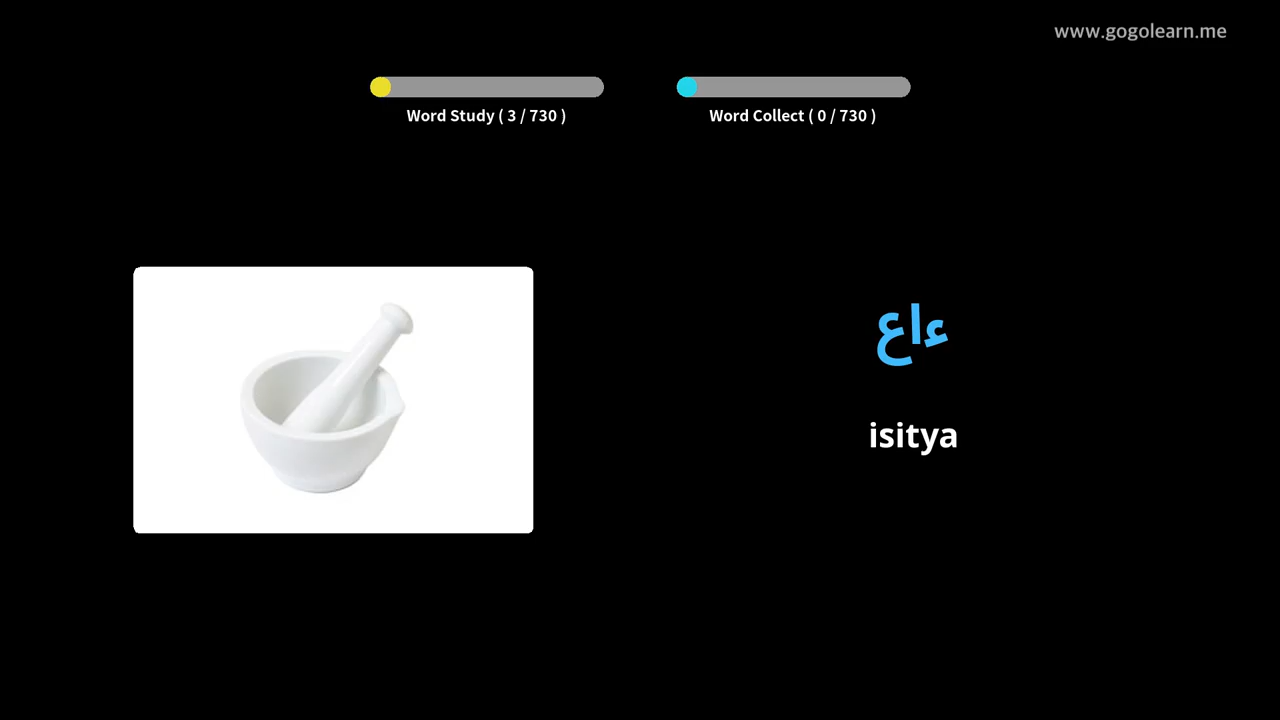 www.gogolearn.me
Word Study ( 3 / 730 )
Word Collect ( 0 / 730 )
ءاع
isitya